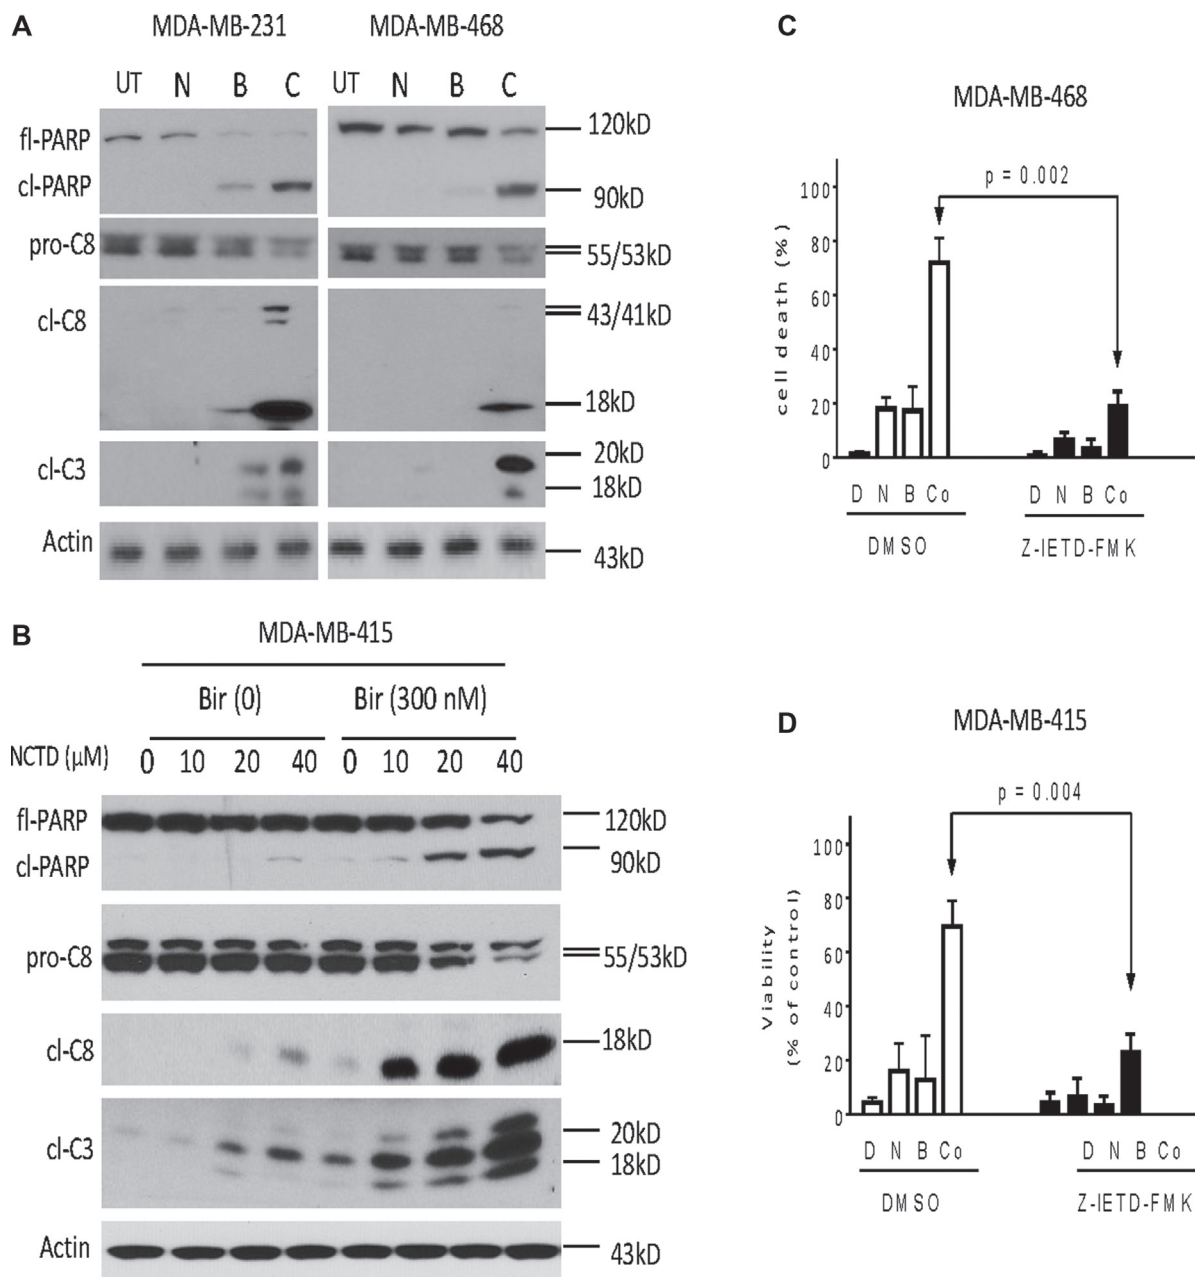 A
MDA-MB-231 MDA-MB-468
UT N B C UT N B C
fl-PARP 120kD
cl-PARP 90kD
pro-C8 55/53kD
cl-C8 43/41kD
18kD
cl-C3 20kD
18kD
Actin 43kD
B
MDA-MB-415
Bir (0) Bir (300 nM)
NCTD (μM) 0 10 20 40 0 10 20 40
fl-PARP 120kD
cl-PARP 90kD
pro-C8 55/53kD
cl-C8 18kD
cl-C3 20kD
18kD
Actin 43kD
C
MDA-MB-468
p = 0.002
cell death (%)
100
80
60
40
20
0
D N B Co D N B Co
DMSO Z-IETD-FMK
D
MDA-MB-415
p = 0.004
Viability
(% of control)
100
80
60
40
20
0
D N B Co D N B Co
DMSO Z-IETD-FMK